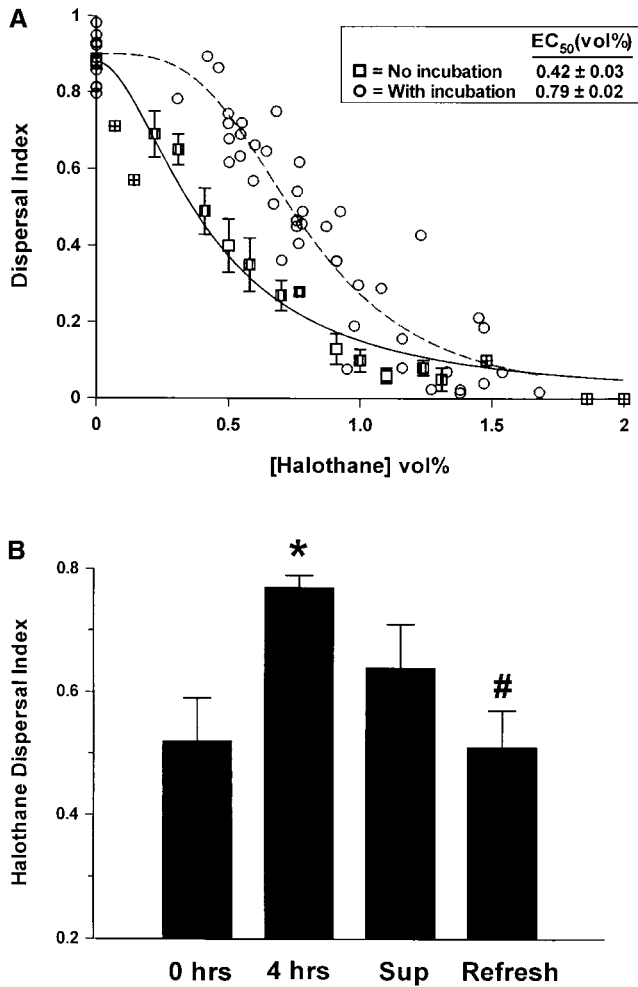 A
1
0.8
0.6
0.4
0.2
0
Dispersal Index
EC50(vol%)
= No incubation 0.42 ± 0.03
= With incubation 0.79 ± 0.02
0 0.5 1.0 1.5 2
[Halothane] vol%
B
0.8
0.6
0.4
0.2
Halothane Dispersal Index
*
#
0 hrs 4 hrs Sup Refresh